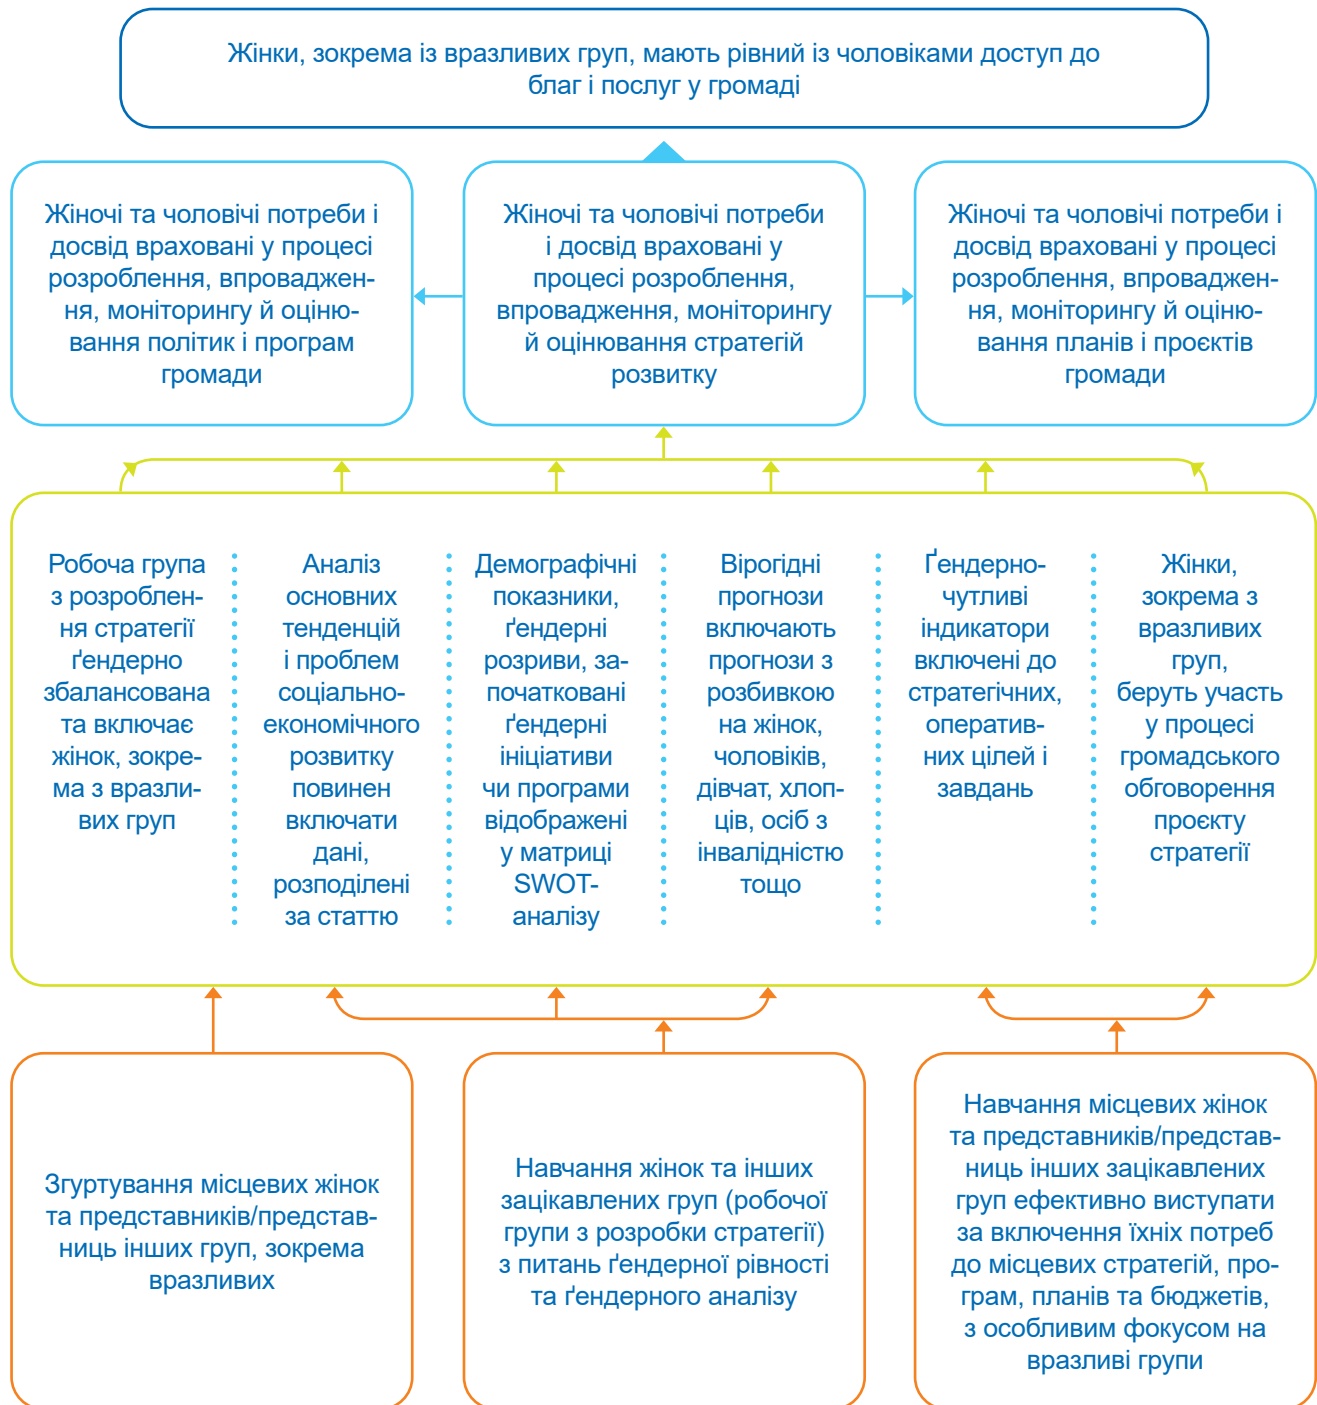 Жінки, зокрема із вразливих груп, мають рівний із чоловіками доступ до
благ і послуг у громаді
Жіночі та чоловічі потреби і
досвід враховані у процесі
розроблення, впроваджен-
ня, моніторингу й оціню-
вання політик і програм
громади
Жіночі та чоловічі потреби
і досвід враховані у
процесі розроблення,
впровадження, моніторингу
й оцінювання стратегій
розвитку
Жіночі та чоловічі потреби і
досвід враховані у процесі
розроблення, впроваджен-
ня, моніторингу й оціню-
вання планів і проєктів
громади
Робоча група
з розроблен-
ня стратегії
ґендерно
збалансована
та включає
жінок, зокре-
ма з вразли-
вих груп
Аналіз
основних
тенденцій
і проблем
соціально-
економічного
розвитку
повинен
включати
дані,
розподілені
за статтю
Демографічні
показники,
ґендерні
розриви, за-
початковані
ґендерні
ініціативи
чи програми
відображені
у матриці
SWOT-
аналізу
Вірогідні
прогнози
включають
прогнози з
розбивкою
на жінок,
чоловіків,
дівчат, хлоп-
ців, осіб з
інвалідністю
тощо
Ґендерно-
чутливі
індикатори
включені до
стратегічних,
оператив-
них цілей і
завдань
Жінки,
зокрема з
вразливих
груп,
беруть участь
у процесі
громадського
обговорення
проєкту
стратегії
Згуртування місцевих жінок
та представників/представ-
ниць інших груп, зокрема
вразливих
Навчання жінок та інших
зацікавлених груп (робочої
групи з розробки стратегії)
з питань ґендерної рівності
та ґендерного аналізу
Навчання місцевих жінок
та представників/представ-
ниць інших зацікавлених
груп ефективно виступати
за включення їхніх потреб
до місцевих стратегій, про-
грам, планів та бюджетів,
з особливим фокусом на
вразливі групи